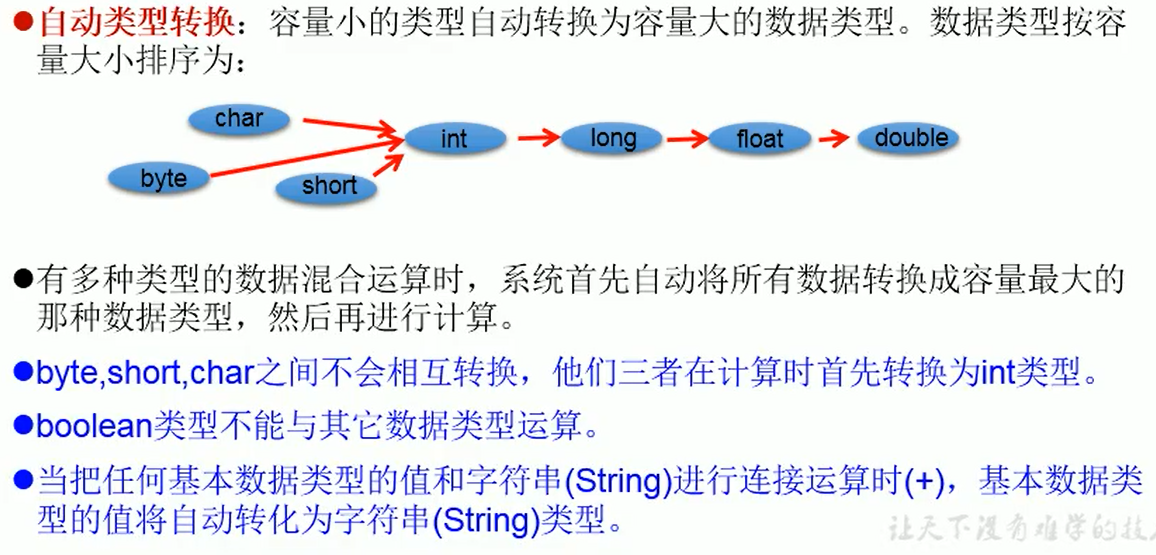 ●自动类型转换：容量小的类型自动转换为容量大的数据类型。数据类型按容
量大小排序为：
char
int
long
float
double
byte
short
●有多种类型的数据混合运算时，系统首先自动将所有数据转换成容量最大的
那种数据类型，然后再进行计算。
●byte,short,char之间不会相互转换，他们三者在计算时首先转换为int类型。
●boolean类型不能与其它数据类型运算。
●当把任何基本数据类型的值和字符串(String)进行连接运算时(+)，基本数据类
型的值将自动转化为字符串(String)类型。
让天下没有难学的技